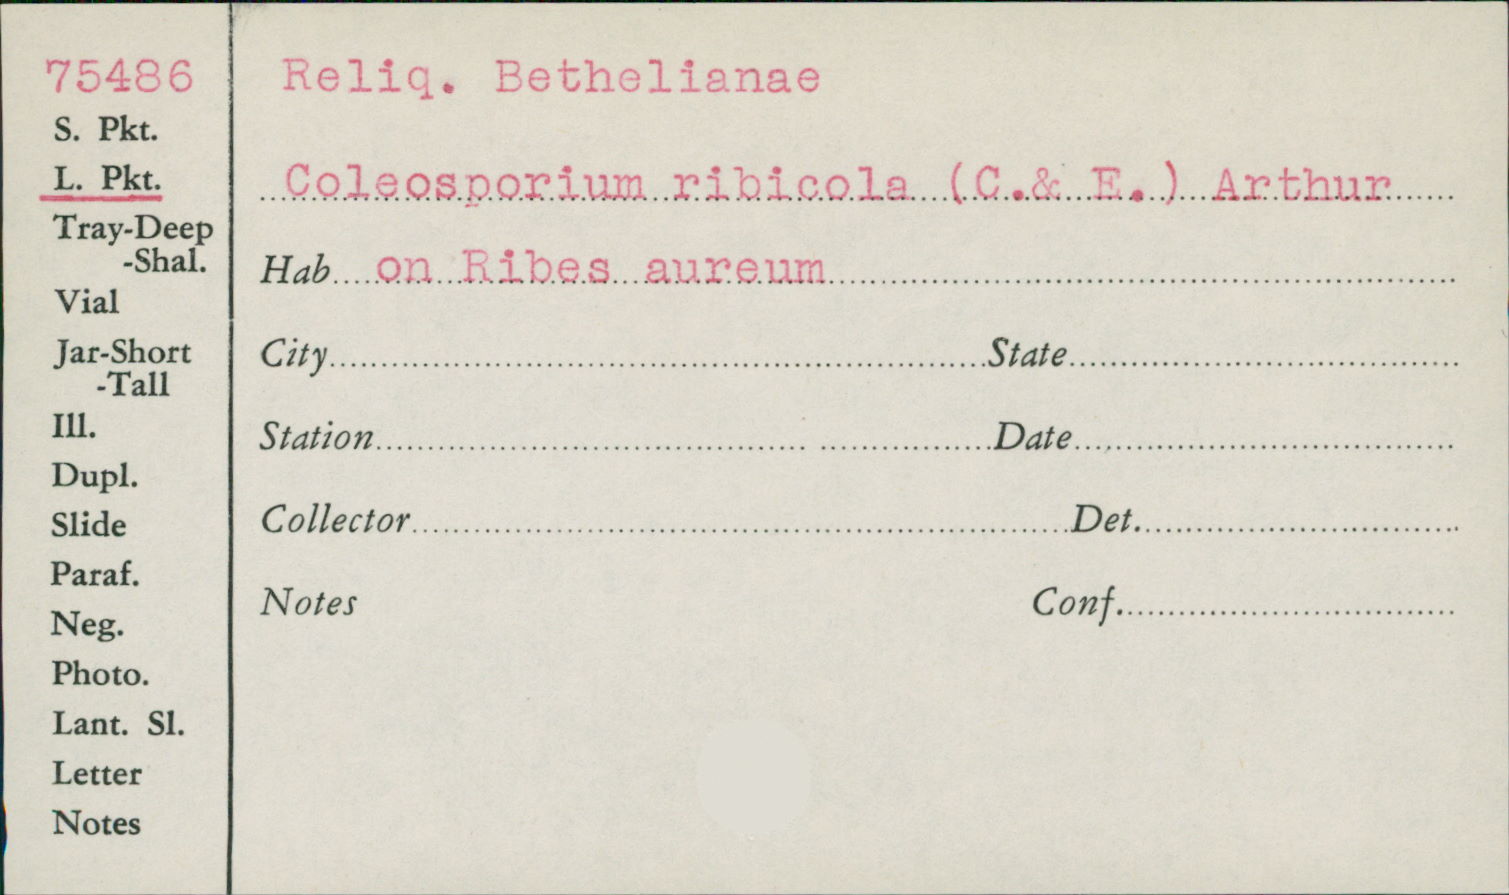 75486
S. Pkt.
L. Pkt.
Tray-Deep
-Shal.
Vial
Jar-Short
-Tall
Ill.
Dupl.
Slide
Paraf.
Neg.
Photo.
Lant. Sl.
Letter
Notes
Reliq. Bethelianae
Coleosporium ribicola (C.& E.) Arthur
Hab on Ribes aureum
City State
Station Date
Collector Det.
Notes Conf.